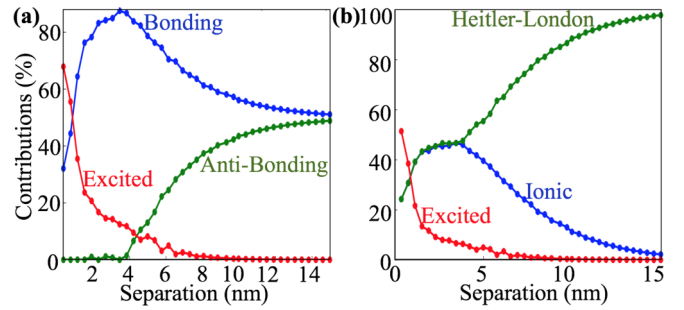 (a)
80
60
40
20
0
Contributions (%)
Bonding
Excited
Anti-Bonding
2 4 6 8 10 12 14
Separation (nm)
(b)
100
80
60
40
20
0
Heitler-London
Ionic
Excited
0 5 10 15
Separation (nm)